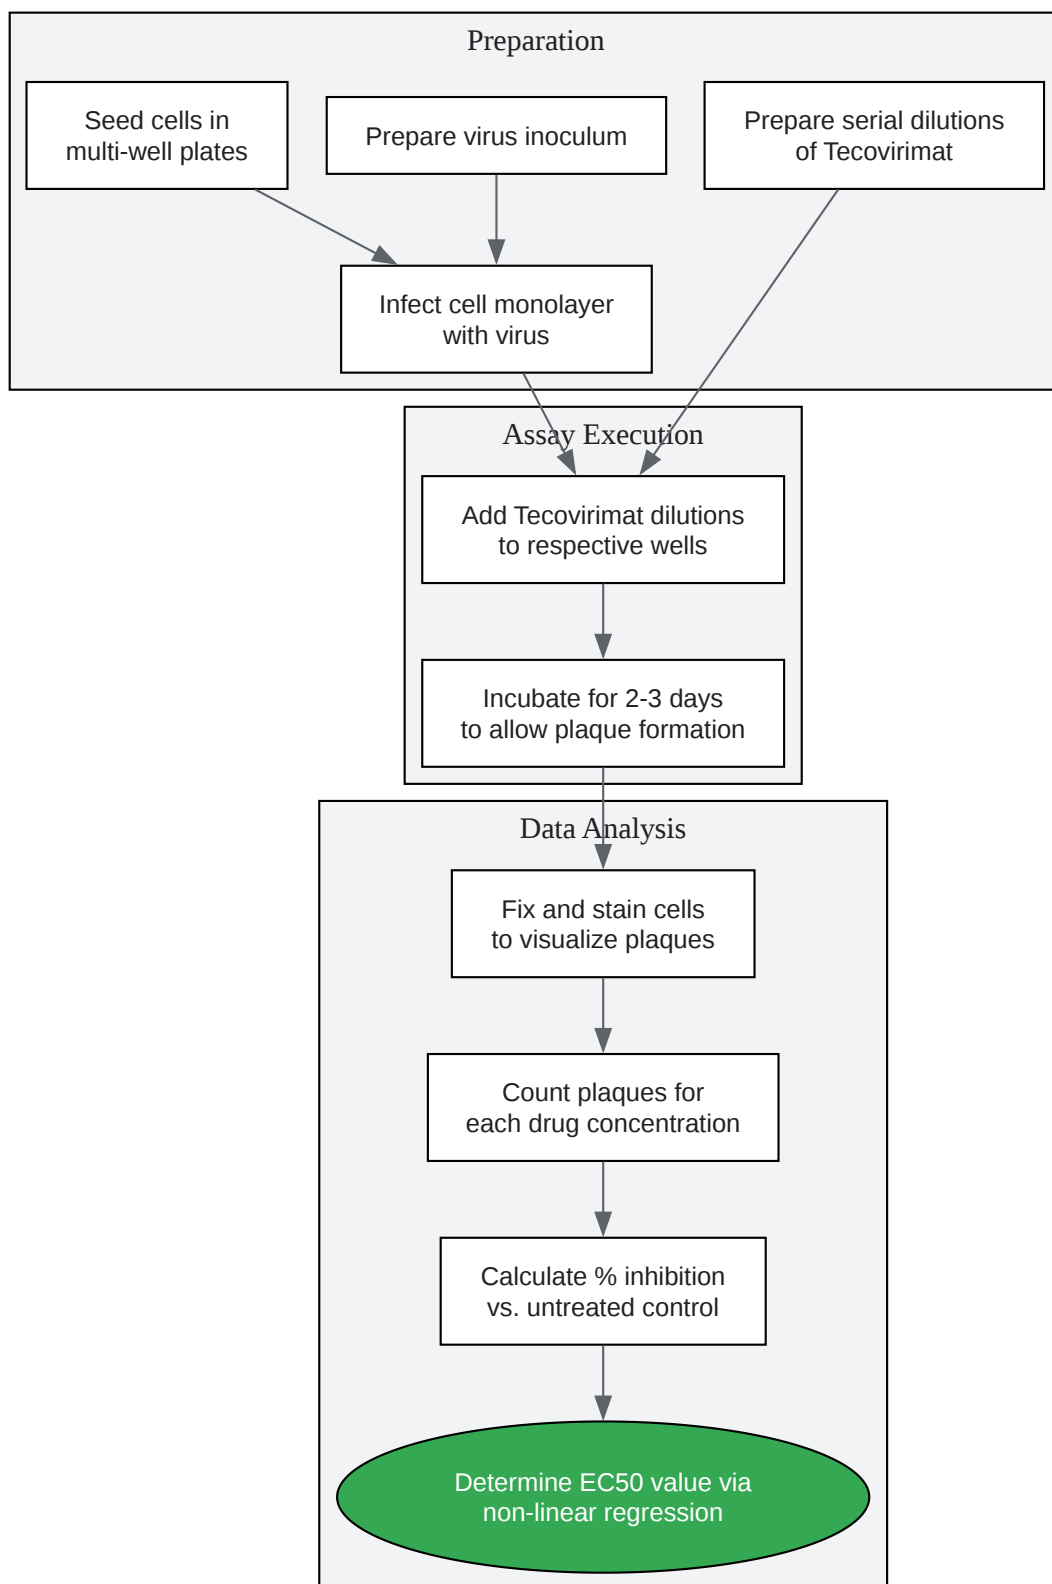 Preparation
Seed cells in
multi-well plates
Prepare virus inoculum
Prepare serial dilutions
of Tecovirimat
Infect cell monolayer
with virus
Assay Execution
Add Tecovirimat dilutions
to respective wells
Incubate for 2-3 days
to allow plaque formation
Data Analysis
Fix and stain cells
to visualize plaques
Count plaques for
each drug concentration
Calculate % inhibition
vs. untreated control
Determine EC50 value via
non-linear regression